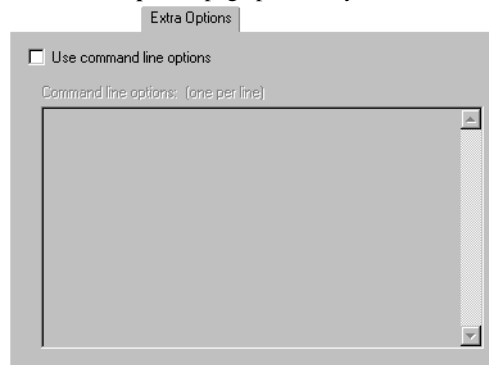 Extra Options
Use command line options
Command line options: (one per line)